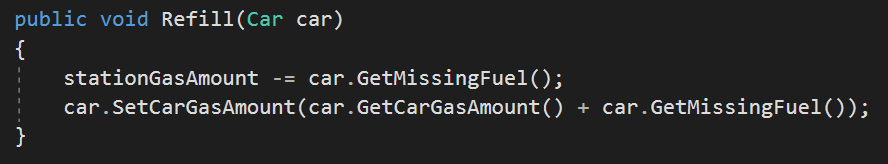 public void Refill(Car car)
{
stationGasAmount -= car.GetMissingFuel();
car.SetCarGasAmount(car.GetCarGasAmount() + car.GetMissingFuel());
}